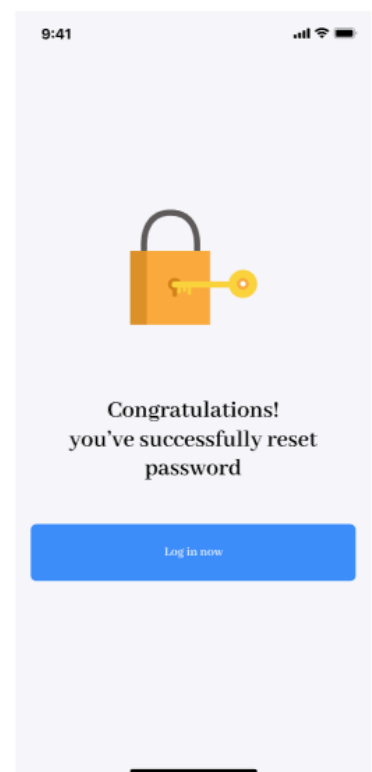 9:41
Congratulations!
you've successfully reset
password
Log in now